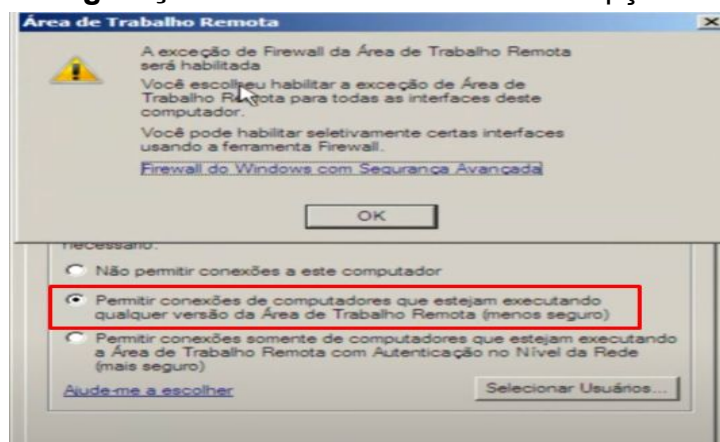 Área de Trabalho Remota
A exceção de Firewall da Área de Trabalho Remota
será habilitada
Você escolheu habilitar a exceção de Área de
Trabalho Remota para todas as interfaces deste
computador.
Você pode habilitar seletivamente certas interfaces
usando a ferramenta Firewall.
Firewall do Windows com Segurança Avançada
OK
necessário.
Não permitir conexões a este computador
Permitir conexões de computadores que estejam executando
qualquer versão da Área de Trabalho Remota (menos seguro)
Permitir conexões somente de computadores que estejam executando
a Área de Trabalho Remota com Autenticação no Nível da Rede
(mais seguro)
Ajude-me a escolher
Selecionar Usuários...